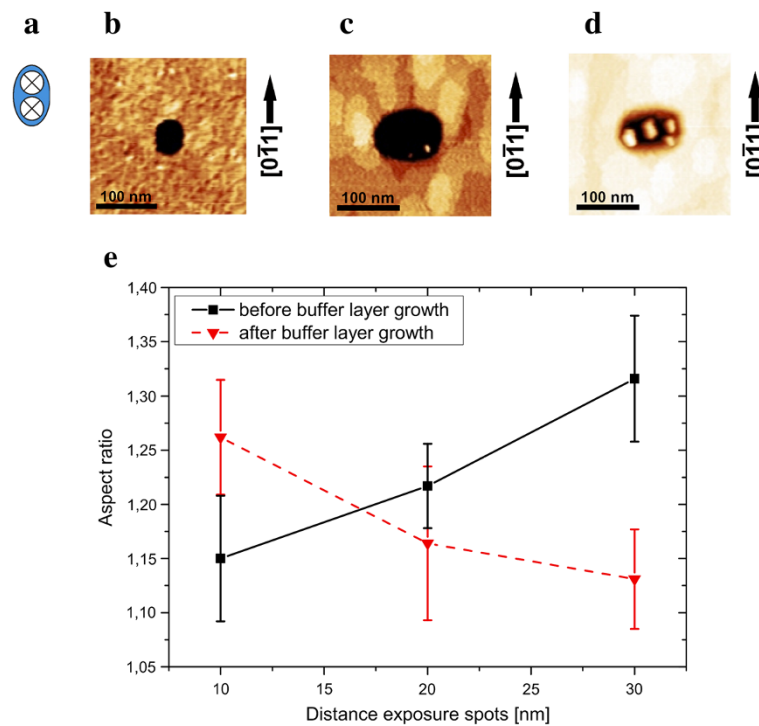 a
b
c
d
100 nm
[01̅1]
100 nm
[01̅1]
100 nm
[01̅1]
e
1,40
1,35
1,30
1,25
1,20
1,15
1,10
1,05
Aspect ratio
before buffer layer growth
after buffer layer growth
10
15
20
25
30
Distance exposure spots [nm]